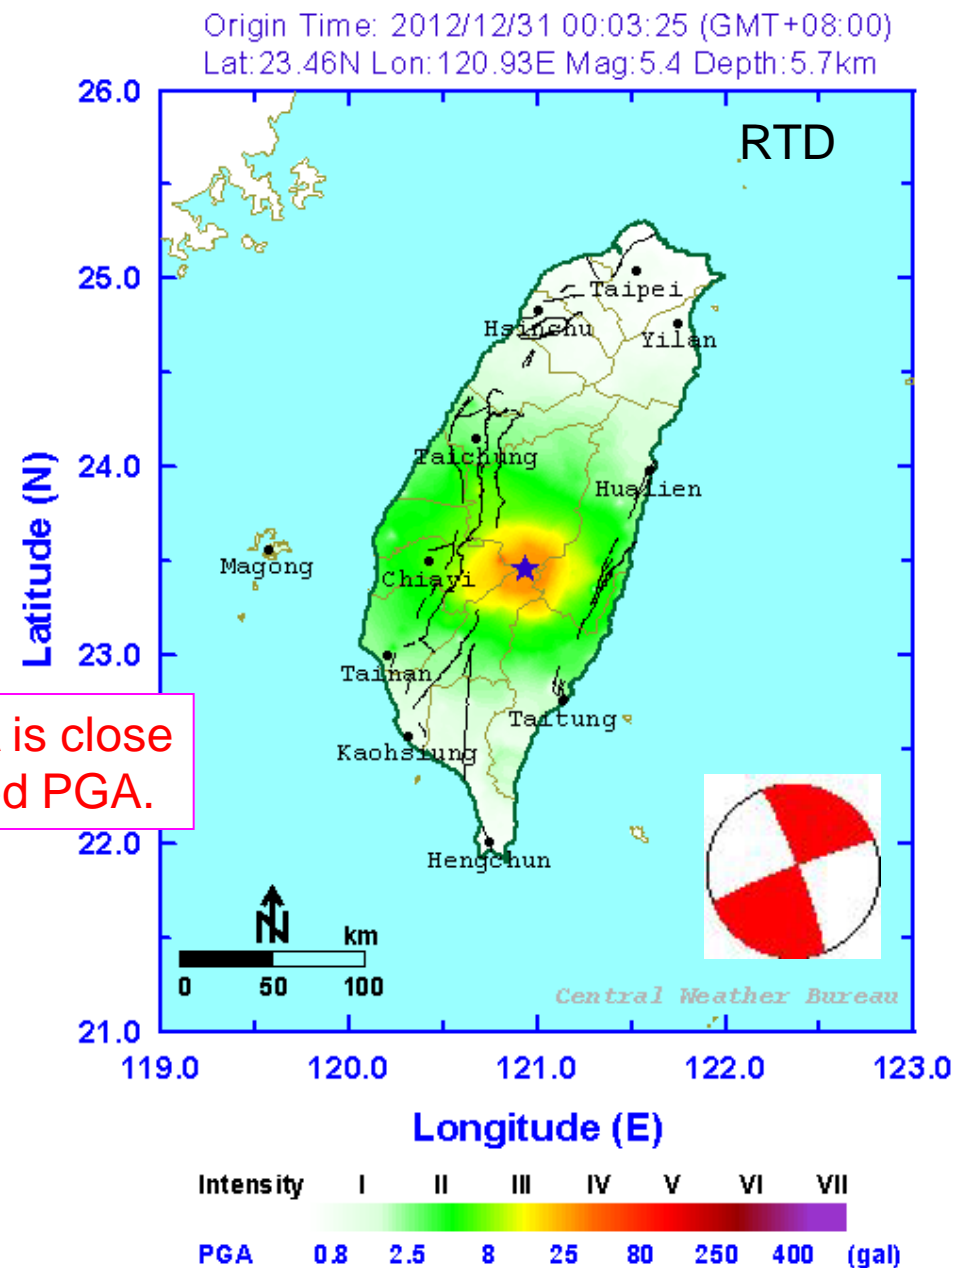 Origin Time: 2012/12/31 00:03:25 (GMT+08:00)
Lat:23.46N Lon:120.93E Mag:5.4 Depth:5.7km
26.0
RTD
25.0
Taipei
Hsinchu
Yilan
24.0
Taichung
Hualien
Magong
Chiayi
Latitude (N)
23.0
Tainan
Taitung
is close
Kaohsiung
d PGA.
22.0
Hengchun
N
km
0 50 100
Central Weather Bureau
21.0
119.0 120.0 121.0 122.0 123.0
Longitude (E)
Intensity I II III IV V VI VII
PGA 0.8 2.5 8 25 80 250 400 (gal)